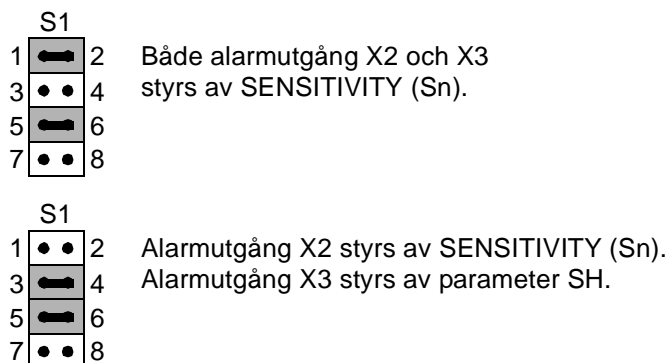 S1
1 2 Både alarmutgång X2 och X3
3 4 styrs av SENSITIVITY (Sn).
5 6
7 8
S1
1 2 Alarmutgång X2 styrs av SENSITIVITY (Sn).
3 4 Alarmutgång X3 styrs av parameter SH.
5 6
7 8